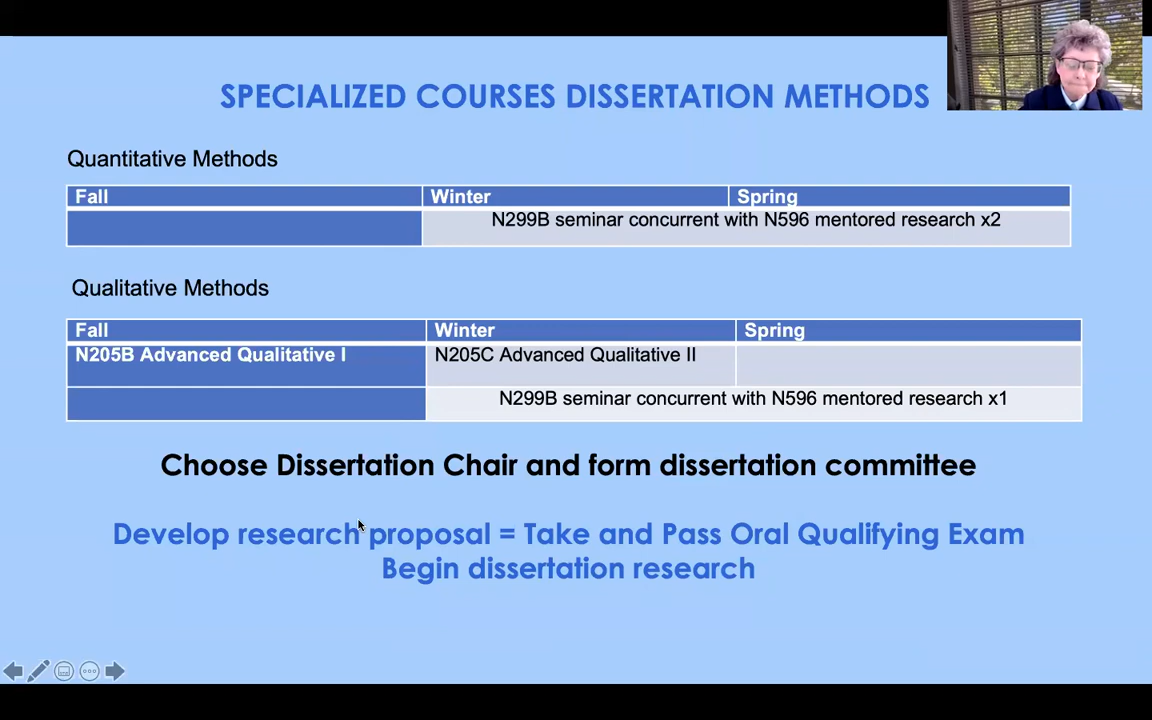 SPECIALIZED COURSES DISSERTATION METHODS
Quantitative Methods
Fall Winter Spring
N299B seminar concurrent with N596 mentored research x2
Qualitative Methods
Fall Winter Spring
N205B Advanced Qualitative I N205C Advanced Qualitative II
N299B seminar concurrent with N596 mentored research x1
Choose Dissertation Chair and form dissertation committee
Develop research proposal = Take and Pass Oral Qualifying Exam
Begin dissertation research